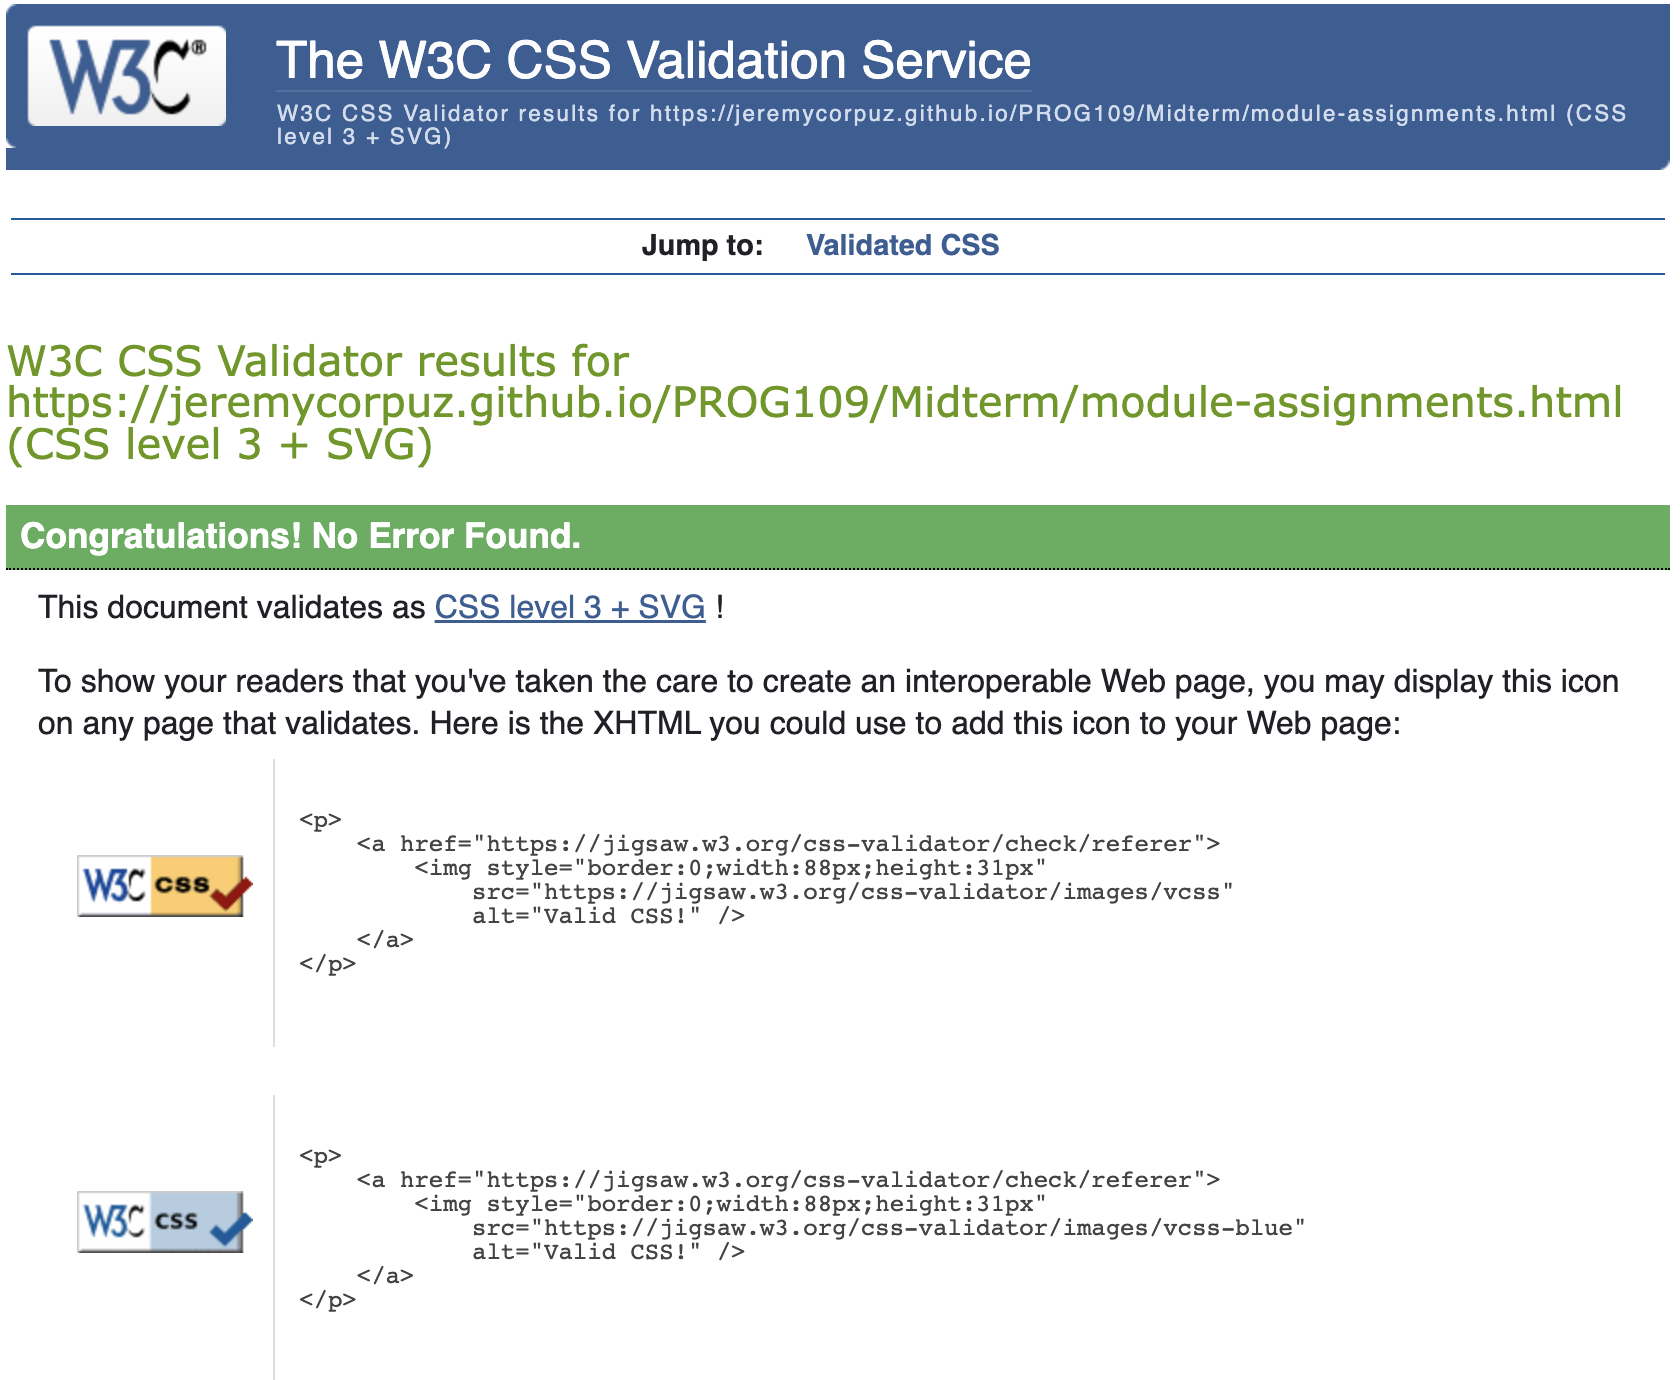 W3C®
The W3C CSS Validation Service
W3C CSS Validator results for https://jeremycorpuz.github.io/PROG109/Midterm/module-assignments.html (CSS
level 3 + SVG)
Jump to: Validated CSS
W3C CSS Validator results for
https://jeremycorpuz.github.io/PROG109/Midterm/module-assignments.html
(CSS level 3 + SVG)
Congratulations! No Error Found.
This document validates as CSS level 3 + SVG !
To show your readers that you've taken the care to create an interoperable Web page, you may display this icon
on any page that validates. Here is the XHTML you could use to add this icon to your Web page:
W3C css
<p>
    <a href="https://jigsaw.w3.org/css-validator/check/referer">
        <img style="border:0;width:88px;height:31px"
            src="https://jigsaw.w3.org/css-validator/images/vcss"
            alt="Valid CSS!" />
    </a>
</p>
W3C css
<p>
    <a href="https://jigsaw.w3.org/css-validator/check/referer">
        <img style="border:0;width:88px;height:31px"
            src="https://jigsaw.w3.org/css-validator/images/vcss-blue"
            alt="Valid CSS!" />
    </a>
</p>